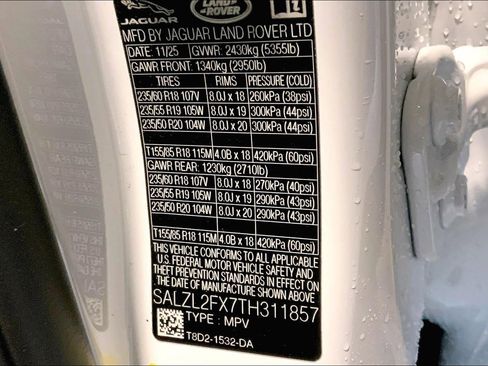 JAGUAR LAND ROVER
MFD BY JAGUAR LAND ROVER LTD
DATE: 11/25 GVWR: 2430kg (5355lb)
GAWR FRONT: 1340kg (2950lb)
TIRES RIMS PRESSURE (COLD)
235/60 R18 107V 8.0J x 18 260kPa (38psi)
235/55 R19 105W 8.0J x 19 300kPa (44psi)
235/50 R20 104W 8.0J x 20 300kPa (44psi)
T155/85 R18 115M 4.0B x 18 420kPa (60psi)
GAWR REAR: 1230kg (2710lb)
235/60 R18 107V 8.0J x 18 270kPa (40psi)
235/55 R19 105W 8.0J x 19 290kPa (43psi)
235/50 R20 104W 8.0J x 20 290kPa (43psi)
T155/85 R18 115M 4.0B x 18 420kPa (60psi)
THIS VEHICLE CONFORMS TO ALL APPLICABLE
U.S. FEDERAL MOTOR VEHICLE SAFETY AND
THEFT PREVENTION STANDARDS IN EFFECT ON
THE DATE OF MANUFACTURE SHOWN ABOVE.
SALZL2FX7TH311857
TYPE : MPV
T8D2-1532-DA